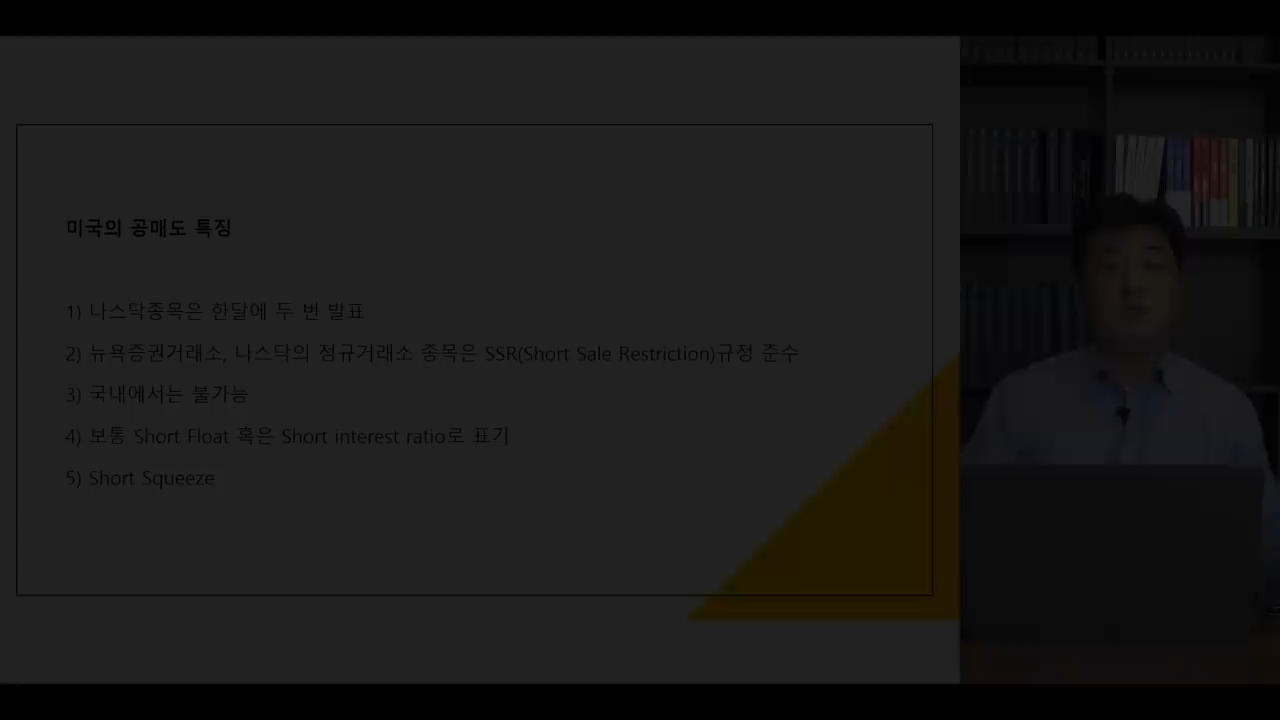 미국의 공매도 특징
1) 나스닥종목은 한달에 두 번 발표
2) 뉴욕증권거래소, 나스닥의 정규거래소 종목은 SSR(Short Sale Restriction)규정 준수
3) 국내에서는 불가능
4) 보통 Short Float 혹은 Short interest ratio로 표기
5) Short Squeeze